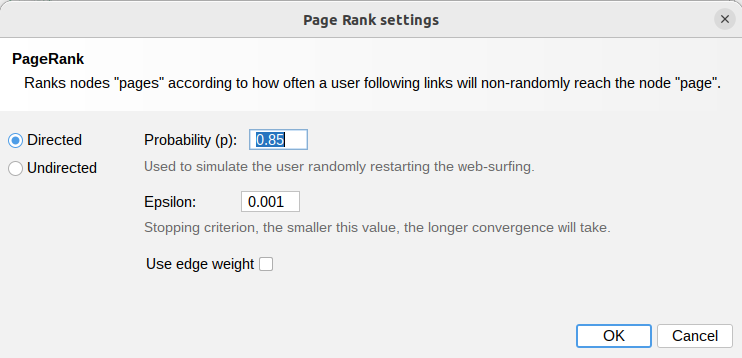 Page Rank settings
PageRank
Ranks nodes "pages" according to how often a user following links will non-randomly reach the node "page".
Directed
Probability (p): 0.85
Undirected
Used to simulate the user randomly restarting the web-surfing.
Epsilon: 0.001
Stopping criterion, the smaller this value, the longer convergence will take.
Use edge weight
OK Cancel